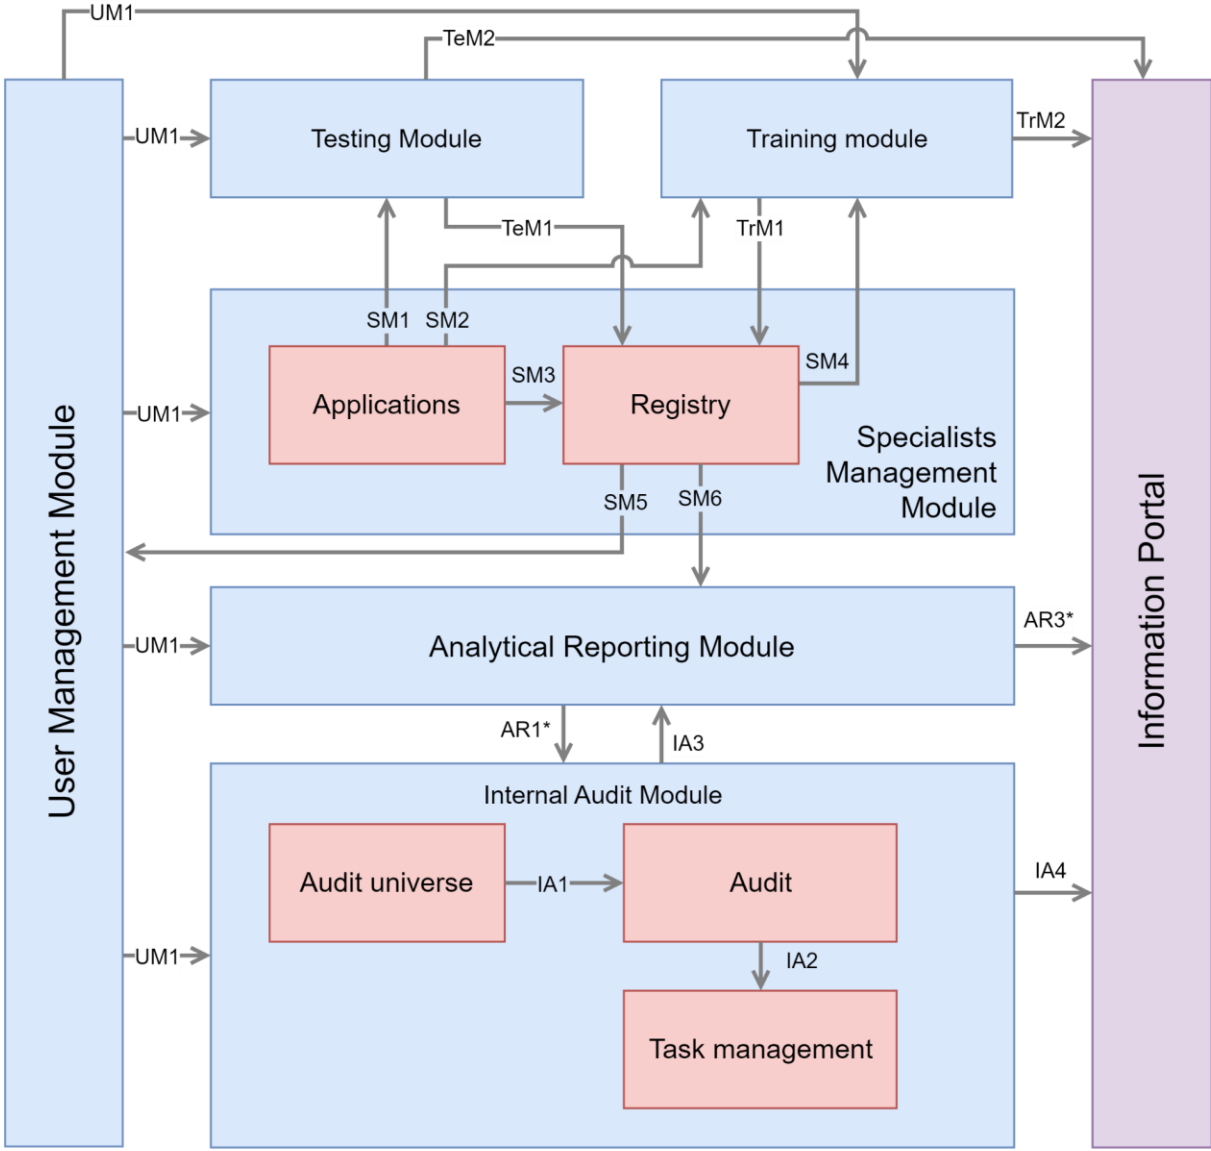 UM1
TeM2
UM1
Testing Module
Training module
TrM2
TeM1
TrM1
SM1
SM2
SM3
SM4
UM1
Applications
Registry
Specialists
Management
Module
SM5
SM6
User Management Module
Information Portal
UM1
Analytical Reporting Module
AR3*
AR1*
IA3
Internal Audit Module
Audit universe
IA1
Audit
IA4
UM1
IA2
Task management